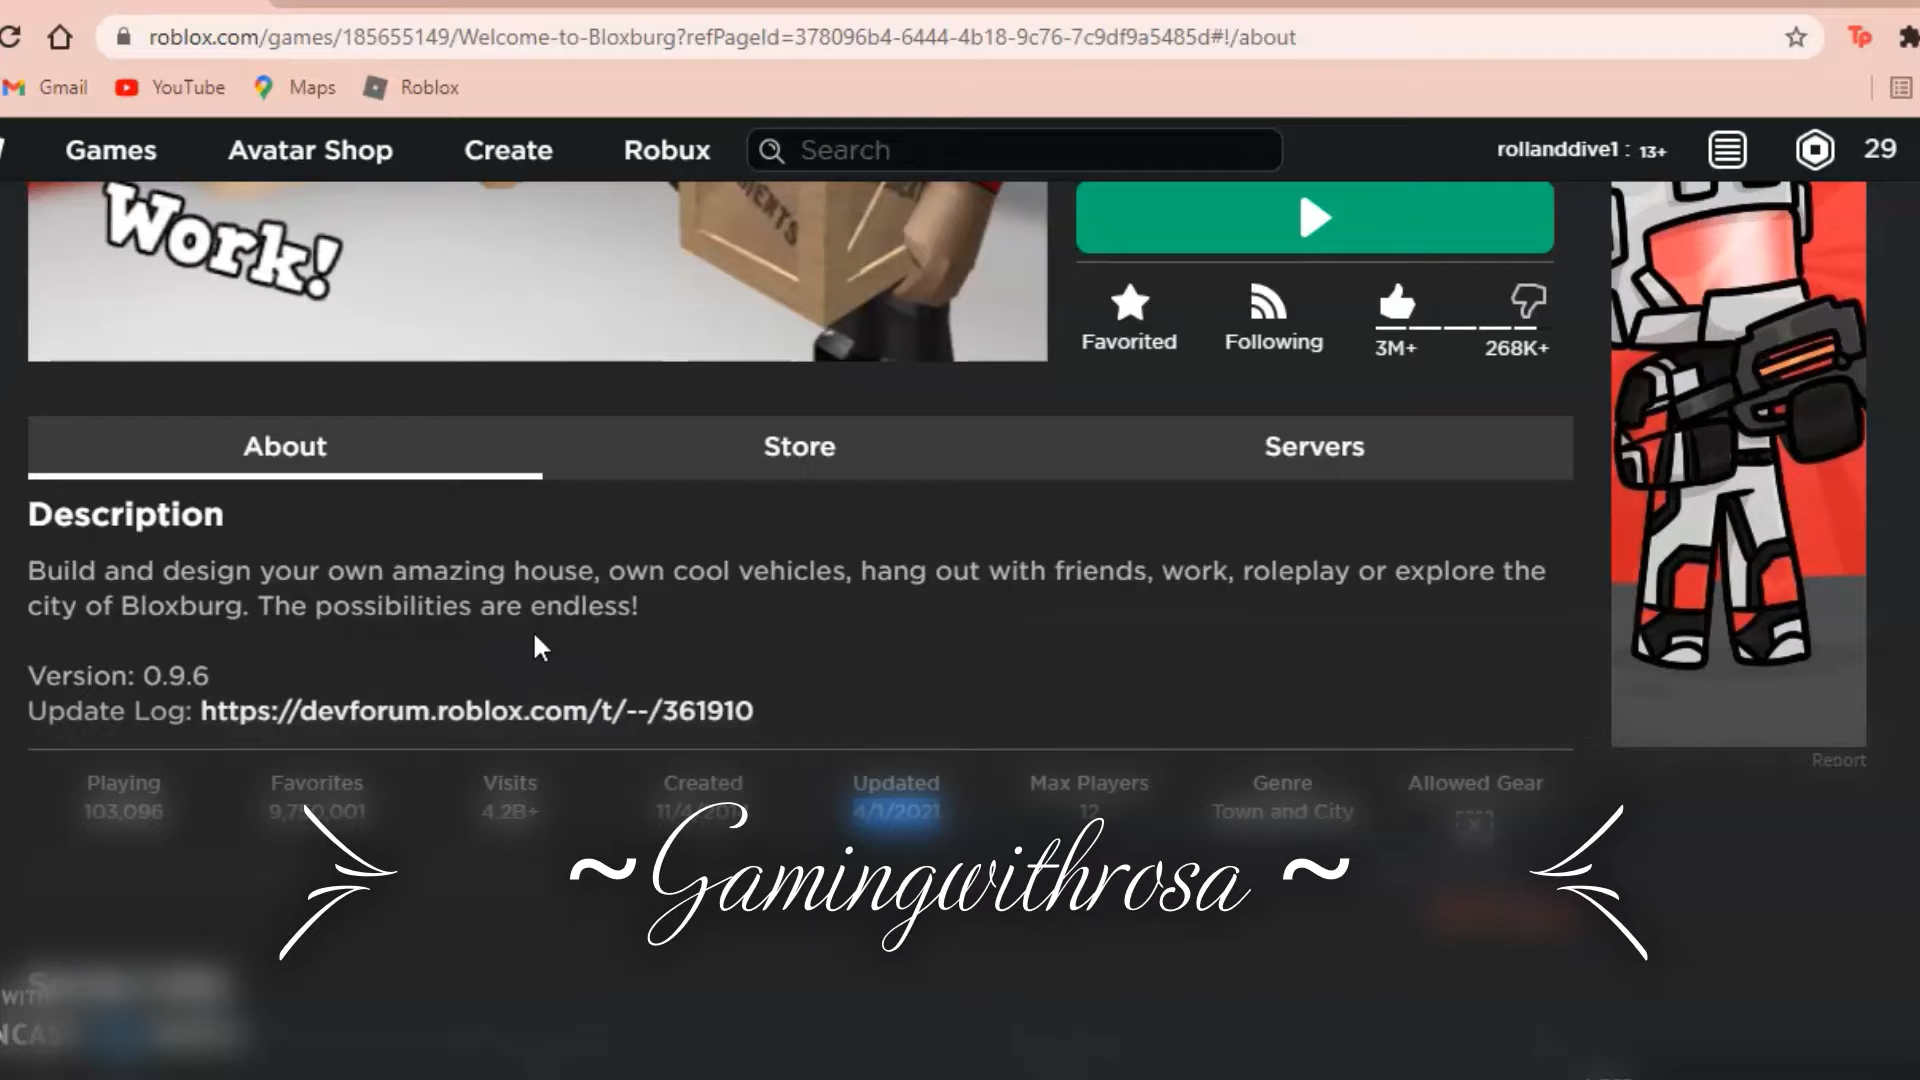 roblox.com/games/185655149/Welcome-to-Bloxburg?refPageId=378096b4-6444-4b18-9c76-7c9df9a5485d#!/about
Tp
Gmail YouTube Maps Roblox
Games Avatar Shop Create Robux Search rollanddive1 : 13+ 29
Work!
Favorited Following 3M+ 268K+
About Store Servers
Description
Build and design your own amazing house, own cool vehicles, hang out with friends, work, roleplay or explore the
city of Bloxburg. The possibilities are endless!
Version: 0.9.6
Update Log: https://devforum.roblox.com/t/--/361910
Report
Playing Favorites Visits Created Updated Max Players Genre Allowed Gear
103,096 4.2B+ 4/1/2021 12 Town and City
~Gamingwithrosa ~
WITH
NCAS